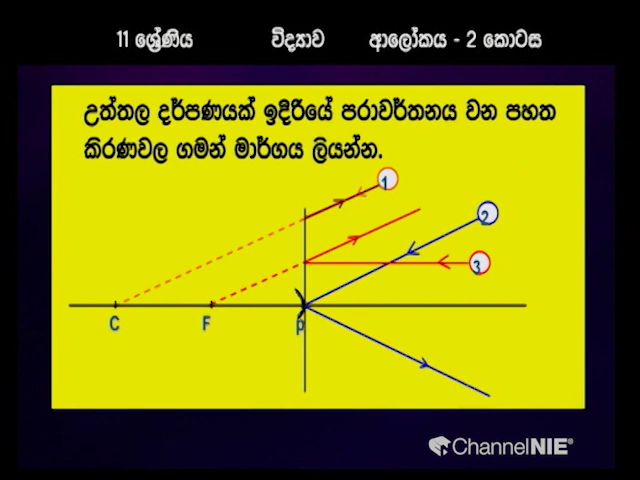 11 ශ්‍රේණිය විද්‍යාව ආලෝකය - 2 කොටස
උත්තල දර්පණයක් ඉදිරියේ පරාවර්තනය වන පහත
කිරණවල ගමන් මාර්ගය ලියන්න.
1
2
3
C F p
ChannelNIE